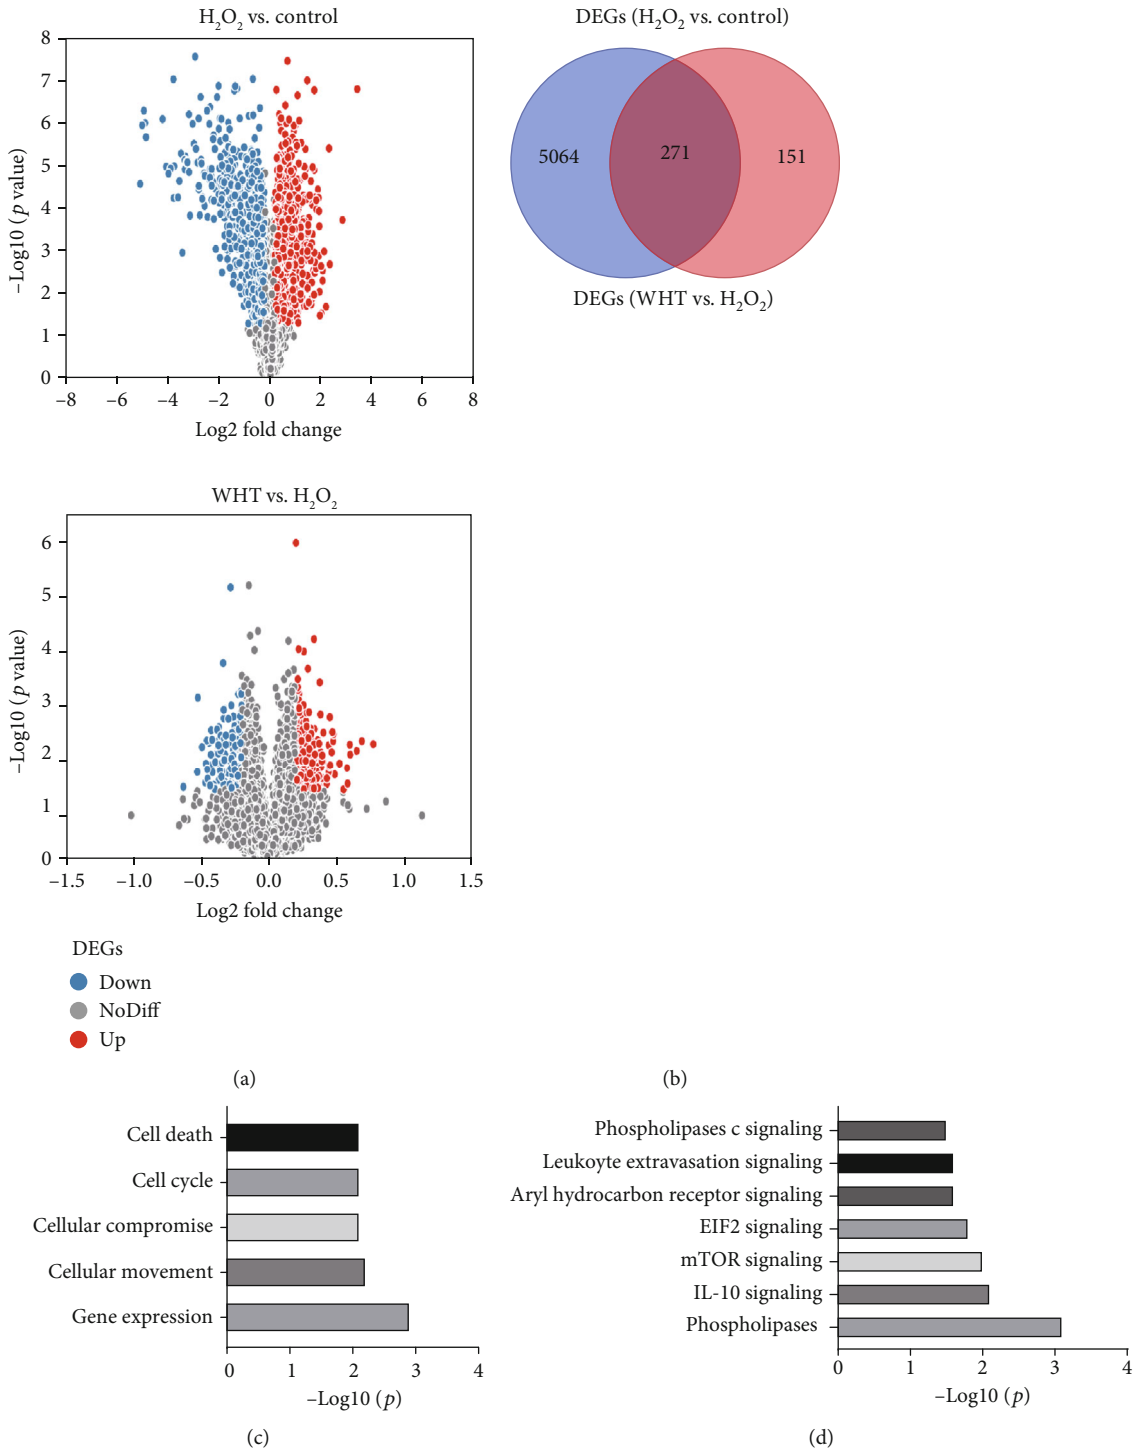 H₂O₂ vs. control
8
7
6
5
4
3
2
1
0
–Log10 (p value)
–8 –6 –4 –2 0 2 4 6 8
Log2 fold change
DEGs (H₂O₂ vs. control)
5064 271 151
DEGs (WHT vs. H₂O₂)
WHT vs. H₂O₂
6
5
4
3
2
1
0
–Log10 (p value)
–1.5 –1.0 –0.5 0.0 0.5 1.0 1.5
Log2 fold change
DEGs
Down
NoDiff
Up
(a)
(b)
Cell death
Cell cycle
Cellular compromise
Cellular movement
Gene expression
0 1 2 3 4
–Log10 (p)
(c)
Phospholipases c signaling
Leukoyte extravasation signaling
Aryl hydrocarbon receptor signaling
EIF2 signaling
mTOR signaling
IL-10 signaling
Phospholipases
0 1 2 3 4
–Log10 (p)
(d)